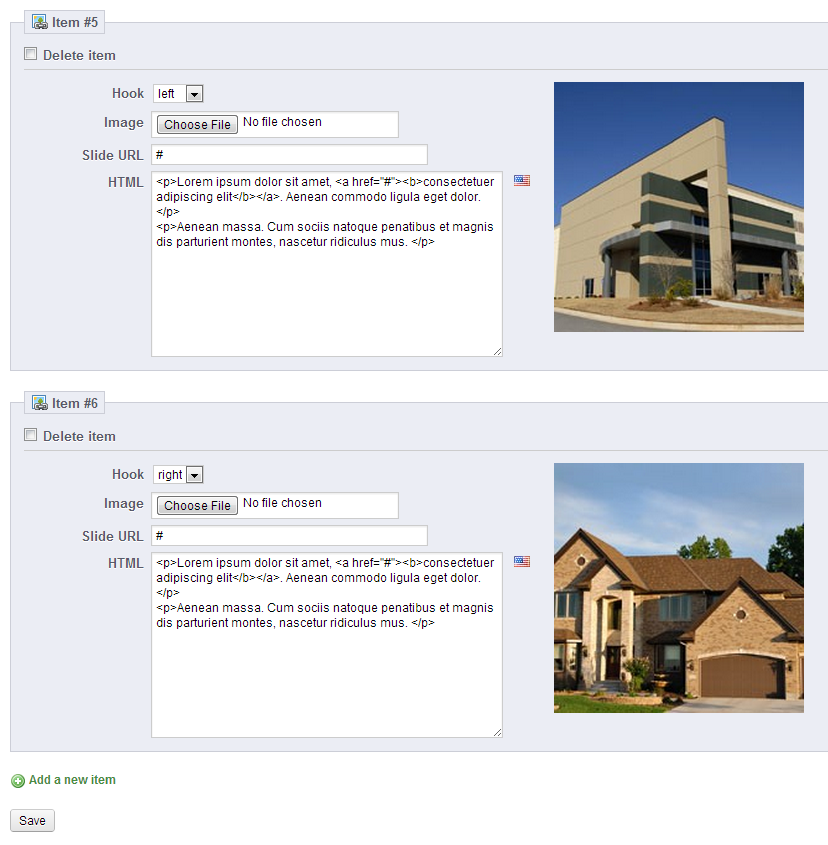 Item #5
Delete item
Hook left
Image Choose File No file chosen
Slide URL #
HTML <p>Lorem ipsum dolor sit amet, <a href="#"><b>consectetuer
adipiscing elit</b></a>. Aenean commodo ligula eget dolor.
</p>
<p>Aenean massa. Cum sociis natoque penatibus et magnis
dis parturient montes, nascetur ridiculus mus. </p>
Item #6
Delete item
Hook right
Image Choose File No file chosen
Slide URL #
HTML <p>Lorem ipsum dolor sit amet, <a href="#"><b>consectetuer
adipiscing elit</b></a>. Aenean commodo ligula eget dolor.
</p>
<p>Aenean massa. Cum sociis natoque penatibus et magnis
dis parturient montes, nascetur ridiculus mus. </p>
Add a new item
Save